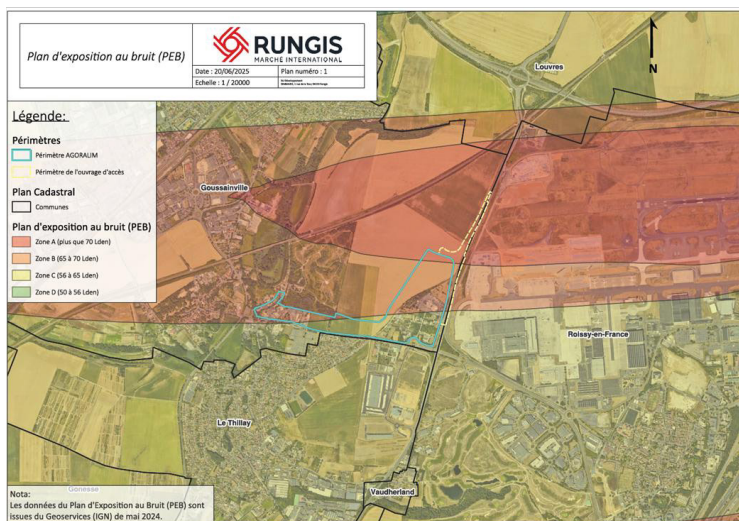 Plan d'exposition au bruit (PEB)
RUNGIS
MARCHÉ INTERNATIONAL
Date : 20/06/2025
Plan numéro : 1
Echelle : 1 / 20000
N
Légende:
Périmètres
Périmètre AGORALIM
Périmètre de l'ouvrage d'accès
Plan Cadastral
Communes
Plan d'exposition au bruit (PEB)
Zone A (plus que 70 Lden)
Zone B (65 à 70 Lden)
Zone C (56 à 65 Lden)
Zone D (50 à 56 Lden)
Louvres
Goussainville
Roissy-en-France
Le Thillay
Vaudherland
Gonesse
Nota:
Les données du Plan d'Exposition au Bruit (PEB) sont
issues du Geoservices (IGN) de mai 2024.